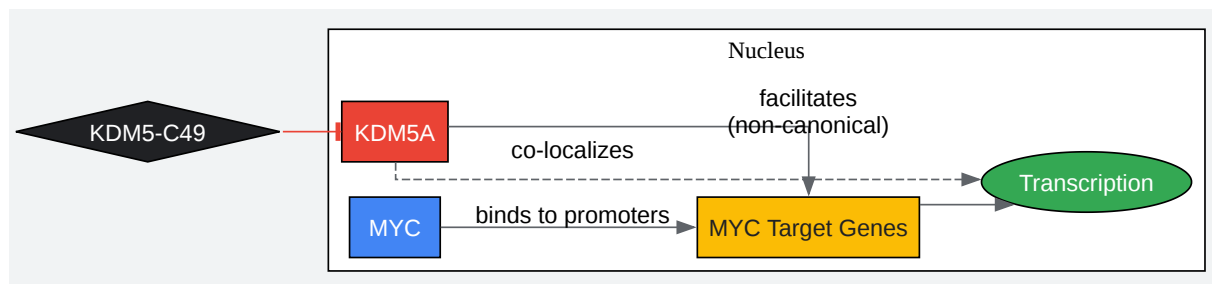 Nucleus
KDM5-C49
KDM5A
facilitates
(non-canonical)
co-localizes
Transcription
MYC
binds to promoters
MYC Target Genes